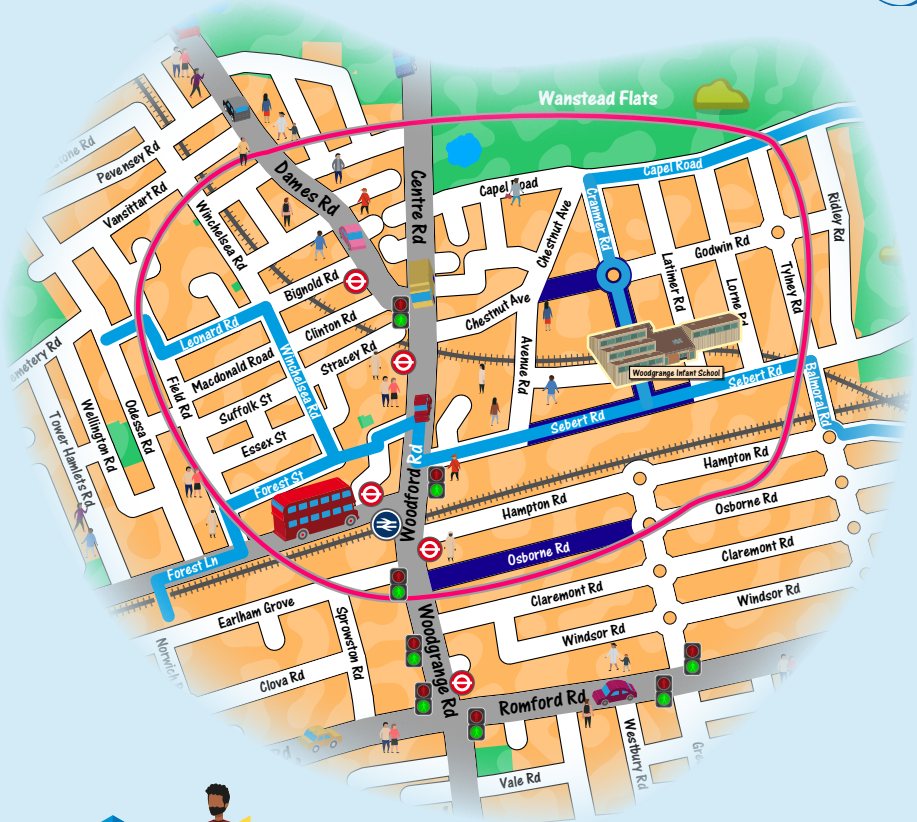 Wanstead Flats
Pevensey Rd
Vansittart Rd
Dames Rd
Centre Rd
Capel Road
Capel Road
Cranmer Rd
Chestnut Ave
Ridley Rd
Winchelsea Rd
Godwin Rd
Latimer Rd
Tylney Rd
Bignold Rd
Chestnut Ave
Clinton Rd
Leonard Rd
Stracey Rd
Macdonald Road
Winchelsea Rd
Avenue Rd
Woodgrange Infant School
Sebert Rd
Balmoral Rd
Field Rd
Suffolk St
Essex St
Sebert Rd
Wellington Rd
Odessa Rd
Tower Hamlets Rd
Forest St
Woodford Rd
Hampton Rd
Hampton Rd
Osborne Rd
Osborne Rd
Claremont Rd
Forest Ln
Earlham Grove
Claremont Rd
Windsor Rd
Windsor Rd
Sprowston Rd
Woodgrange Rd
Clova Rd
Romford Rd
Westbury Rd
Vale Rd
Rd